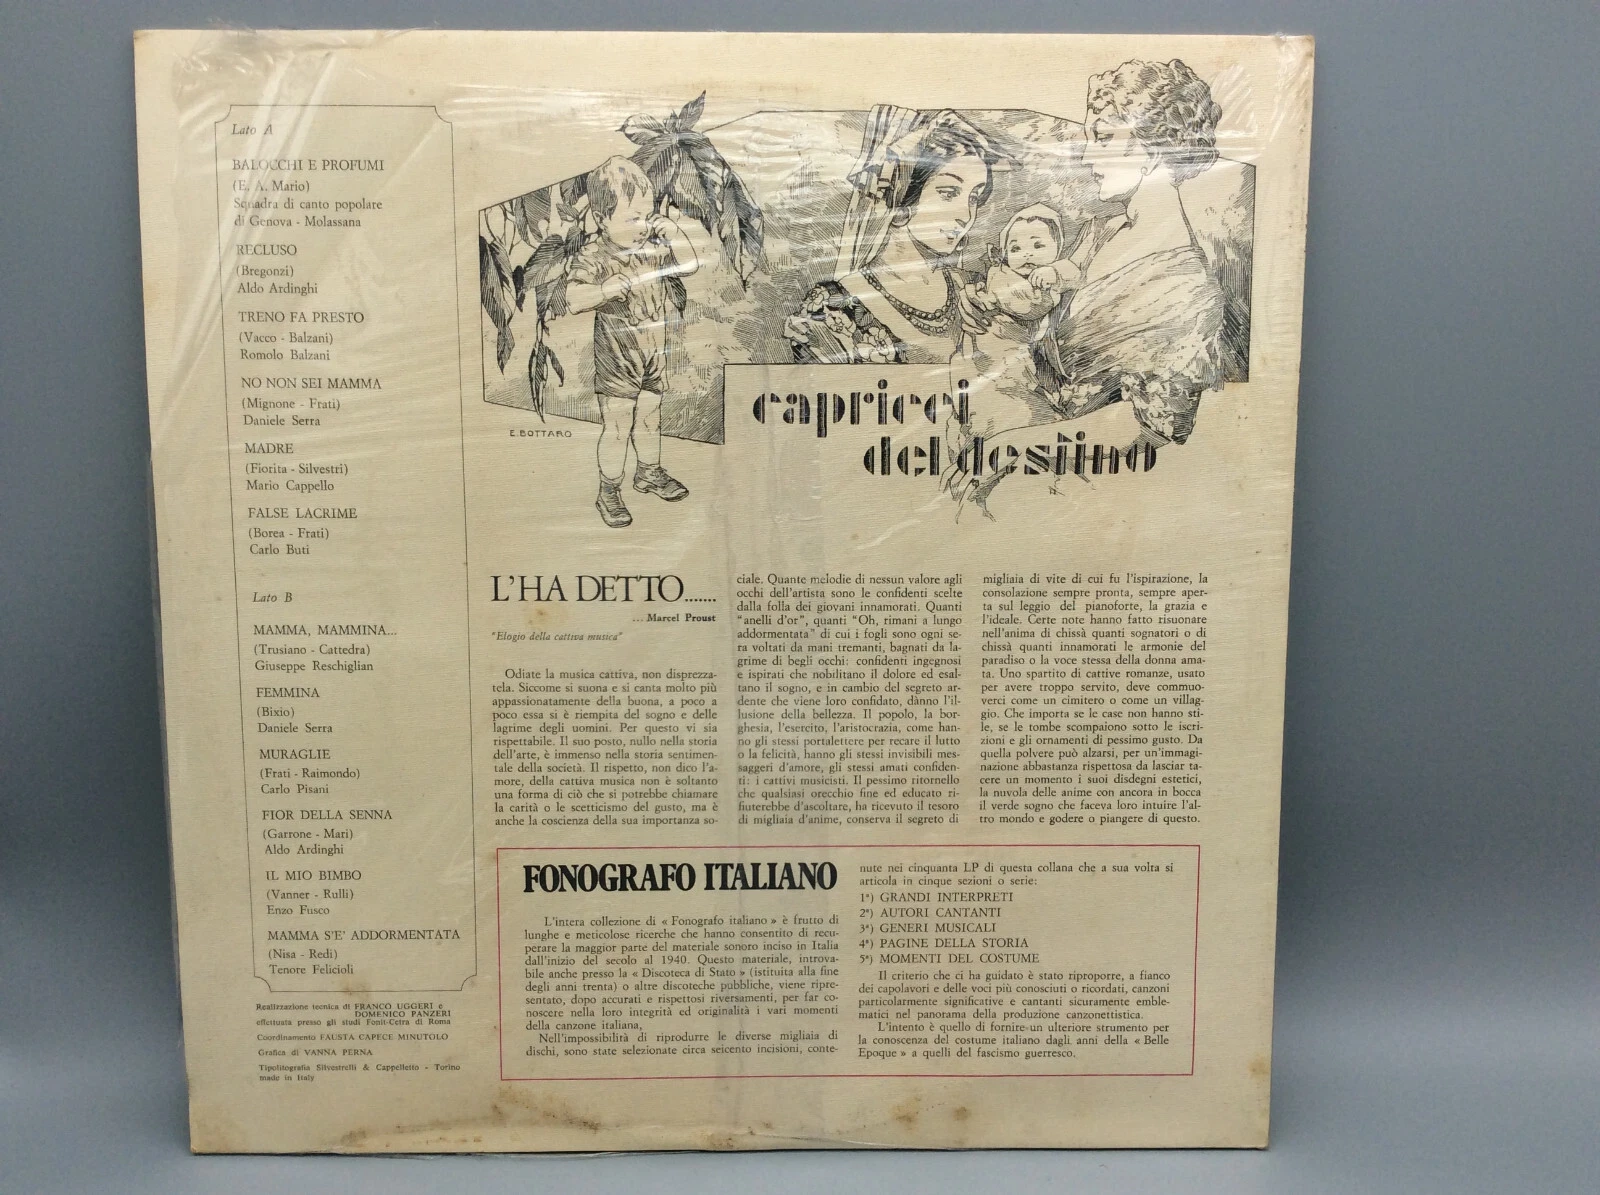 Lato A
BALOCCHI E PROFUMI
(E. A. Mario)
Squadra di canto popolare
di Genova - Molassana
RECLUSO
(Bregonzi)
Aldo Ardinghi
TRENO FA PRESTO
(Vacco - Balzani)
Romolo Balzani
NO NON SEI MAMMA
(Mignone - Frati)
Daniele Serra
MADRE
(Fiorita - Silvestri)
Mario Cappello
FALSE LACRIME
(Borea - Frati)
Carlo Buti
Lato B
MAMMA, MAMMINA...
(Trusiano - Cattedra)
Giuseppe Reschiglian
FEMMINA
(Bixio)
Daniele Serra
MURAGLIE
(Frati - Raimondo)
Carlo Pisani
FIOR DELLA SENNA
(Garrone - Mari)
Aldo Ardinghi
IL MIO BIMBO
(Vanner - Rulli)
Enzo Fusco
MAMMA S'E' ADDORMENTATA
(Nisa - Redi)
Tenore Felicioli
Realizzazione tecnica di FRANCO UGGERI e
DOMENICO PANZERI
effettuata presso gli studi Fonit-Cetra di Roma
Coordinamento FAUSTA CAPECE MINUTOLO
Grafica di VANNA PERNA
Tipolitografia Silvestrelli & Cappelletto - Torino
made in Italy
E. BOTTARO
capricci
del destino
L'HA DETTO.......
... Marcel Proust
"Elogio della cattiva musica"
Odiate la musica cattiva, non disprezza-
tela. Siccome si suona e si canta molto più
appassionatamente della buona, a poco a
poco essa si è riempita del sogno e delle
lagrime degli uomini. Per questo vi sia
rispettabile. Il suo posto, nullo nella storia
dell'arte, è immenso nella storia sentimen-
tale della società. Il rispetto, non dico l'a-
more, della cattiva musica non è soltanto
una forma di ciò che si potrebbe chiamare
la carità o le scetticismo del gusto, ma è
anche la coscienza della sua importanza so-
ciale. Quante melodie di nessun valore agli
occhi dell'artista sono le confidenti scelte
dalla folla dei giovani innamorati. Quanti
"anelli d'or", quanti "Oh, rimani a lungo
addormentata" di cui i fogli sono ogni se-
ra voltati da mani tremanti, bagnati da la-
grime di begli occhi: confidenti ingegnosi
e ispirati che nobilitano il dolore ed esal-
tano il sogno, e in cambio del segreto ar-
dente che viene loro confidato, dànno l'il-
lusione della bellezza. Il popolo, la bor-
ghesia, l'esercito, l'aristocrazia, come han-
no gli stessi portalettere per recare il lutto
o la felicità, hanno gli stessi invisibili mes-
saggeri d'amore, gli stessi amati confiden-
ti: i cattivi musicisti. Il pessimo ritornello
che qualsiasi orecchio fine ed educato ri-
fiuterebbe d'ascoltare, ha ricevuto il tesoro
di migliaia d'anime, conserva il segreto di
migliaia di vite di cui fu l'ispirazione, la
consolazione sempre pronta, sempre aper-
ta sul leggio del pianoforte, la grazia e
l'ideale. Certe note hanno fatto risuonare
nell'anima di chissà quanti sognatori o di
chissà quanti innamorati le armonie del
paradiso o la voce stessa della donna ama-
ta. Uno spartito di cattive romanze, usato
per avere troppo servito, deve commuo-
verci come un cimitero o come un villag-
gio. Che importa se le case non hanno sti-
le, se le tombe scompaiono sotto le iscri-
zioni e gli ornamenti di pessimo gusto. Da
quella polvere può alzarsi, per un'immagi-
nazione abbastanza rispettosa da lasciar ta-
cere un momento i suoi disdegni estetici,
la nuvola delle anime con ancora in bocca
il verde sogno che faceva loro intuire l'al-
tro mondo e godere o piangere di questo.
FONOGRAFO ITALIANO
L'intera collezione di « Fonografo italiano » è frutto di
lunghe e meticolose ricerche che hanno consentito di recu-
perare la maggior parte del materiale sonoro inciso in Italia
dall'inizio del secolo al 1940. Questo materiale, introva-
bile anche presso la « Discoteca di Stato » (istituita alla fine
degli anni trenta) o altre discoteche pubbliche, viene ripre-
sentato, dopo accurati e rispettosi riversamenti, per far co-
noscere nella loro integrità ed originalità i vari momenti
della canzone italiana,
Nell'impossibilità di riprodurre le diverse migliaia di
dischi, sono state selezionate circa seicento incisioni, conte-
nute nei cinquanta LP di questa collana che a sua volta si
articola in cinque sezioni o serie:
1ª) GRANDI INTERPRETI
2ª) AUTORI CANTANTI
3ª) GENERI MUSICALI
4ª) PAGINE DELLA STORIA
5ª) MOMENTI DEL COSTUME
Il criterio che ci ha guidato è stato riproporre, a fianco
dei capolavori e delle voci più conosciuti o ricordati, canzoni
particolarmente significative e cantanti sicuramente emble-
matici nel panorama della produzione canzonettistica.
L'intento è quello di fornire un ulteriore strumento per
la conoscenza del costume italiano dagli anni della « Belle
Epoque » a quelli del fascismo guerresco.